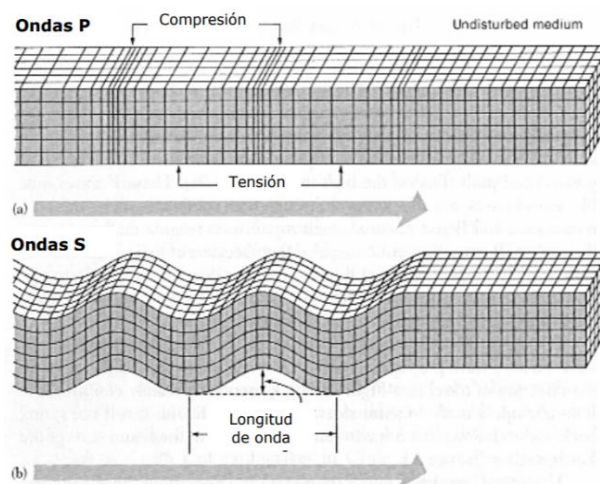 Ondas P
Compresión
Undisturbed medium
Tensión
(a)
Ondas S
Longitud
de onda
(b)